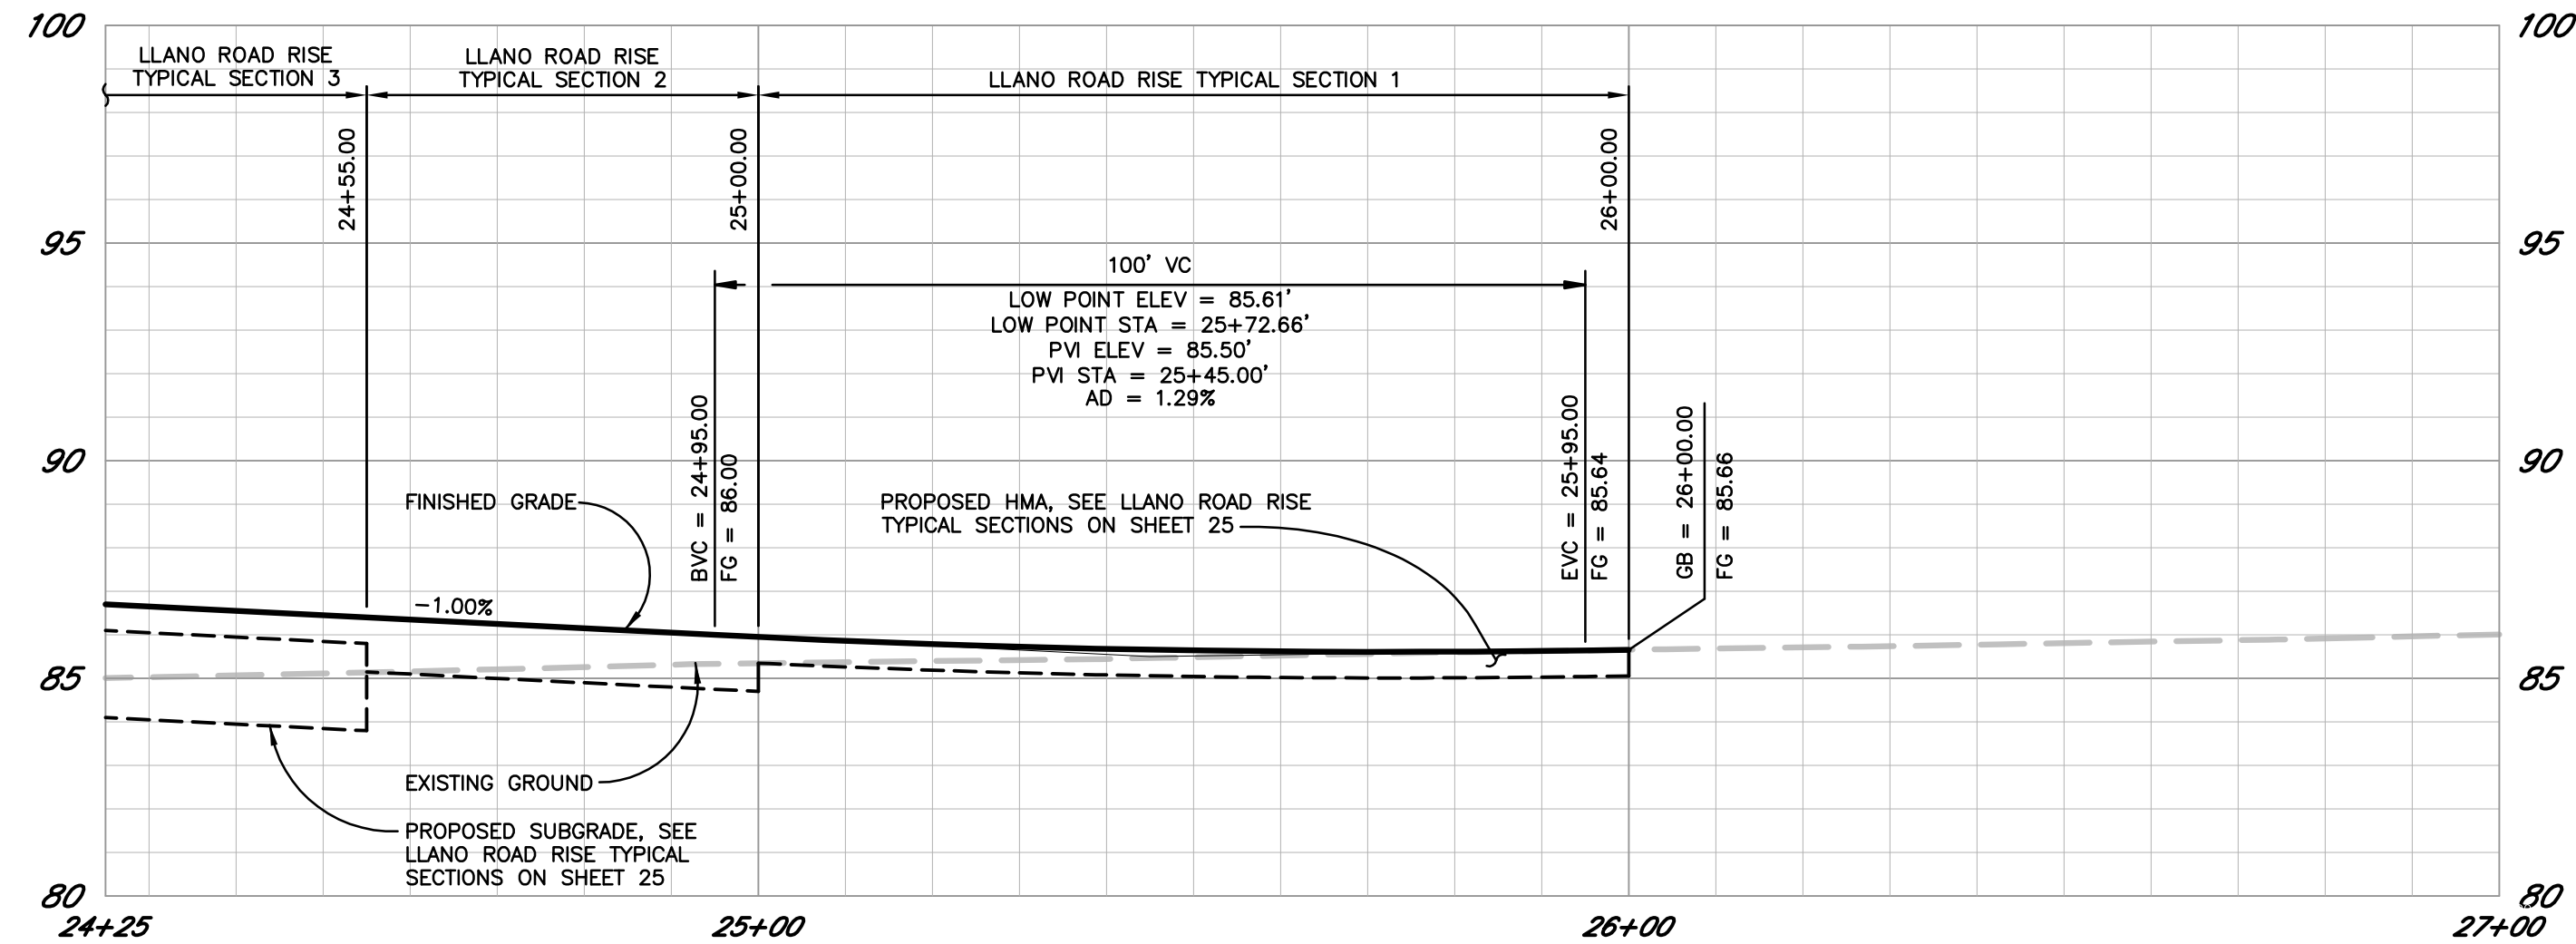 100
100
LLANO ROAD RISE
TYPICAL SECTION 3
LLANO ROAD RISE
TYPICAL SECTION 2
LLANO ROAD RISE TYPICAL SECTION 1
24+55.00
25+00.00
26+00.00
95
95
100' VC
LOW POINT ELEV = 85.61'
LOW POINT STA = 25+72.66'
PVI ELEV = 85.50'
PVI STA = 25+45.00'
AD = 1.29%
BVC = 24+95.00
FG = 86.00
EVC = 25+95.00
FG = 85.64
GB = 26+00.00
FG = 85.66
90
90
FINISHED GRADE
PROPOSED HMA, SEE LLANO ROAD RISE
TYPICAL SECTIONS ON SHEET 25
-1.00%
85
85
EXISTING GROUND
PROPOSED SUBGRADE, SEE
LLANO ROAD RISE TYPICAL
SECTIONS ON SHEET 25
80
80
24+25
25+00
26+00
27+00